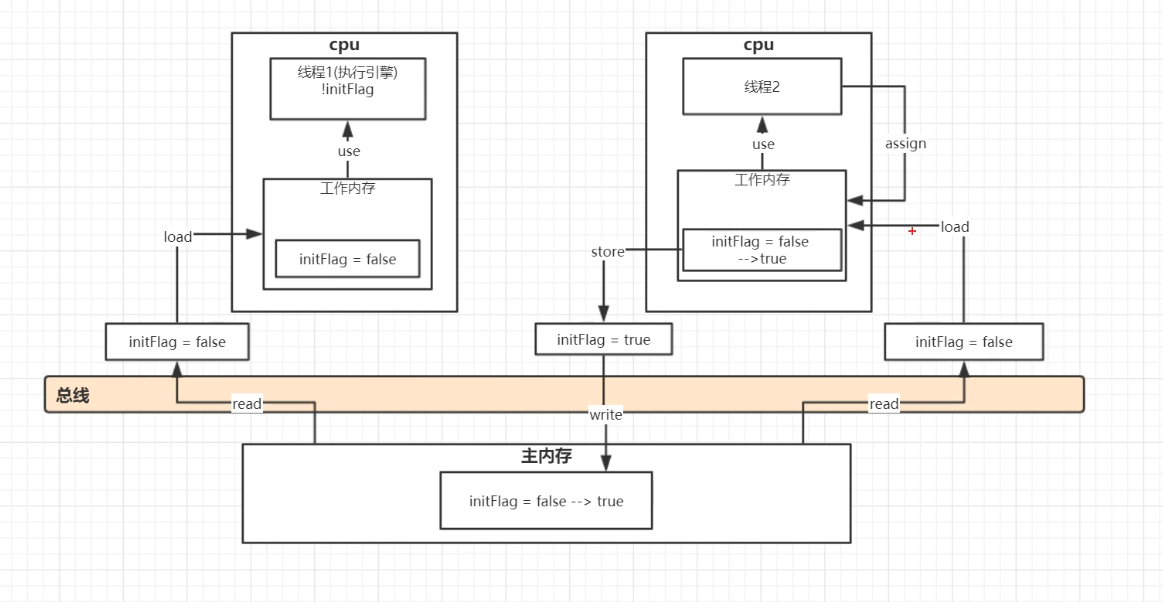 cpu
线程1(执行引擎)
!initFlag
use
工作内存
initFlag = false
load
initFlag = false
cpu
线程2
use
assign
工作内存
initFlag = false
-->true
store
load
initFlag = true
initFlag = false
总线
read
write
read
主内存
initFlag = false --> true